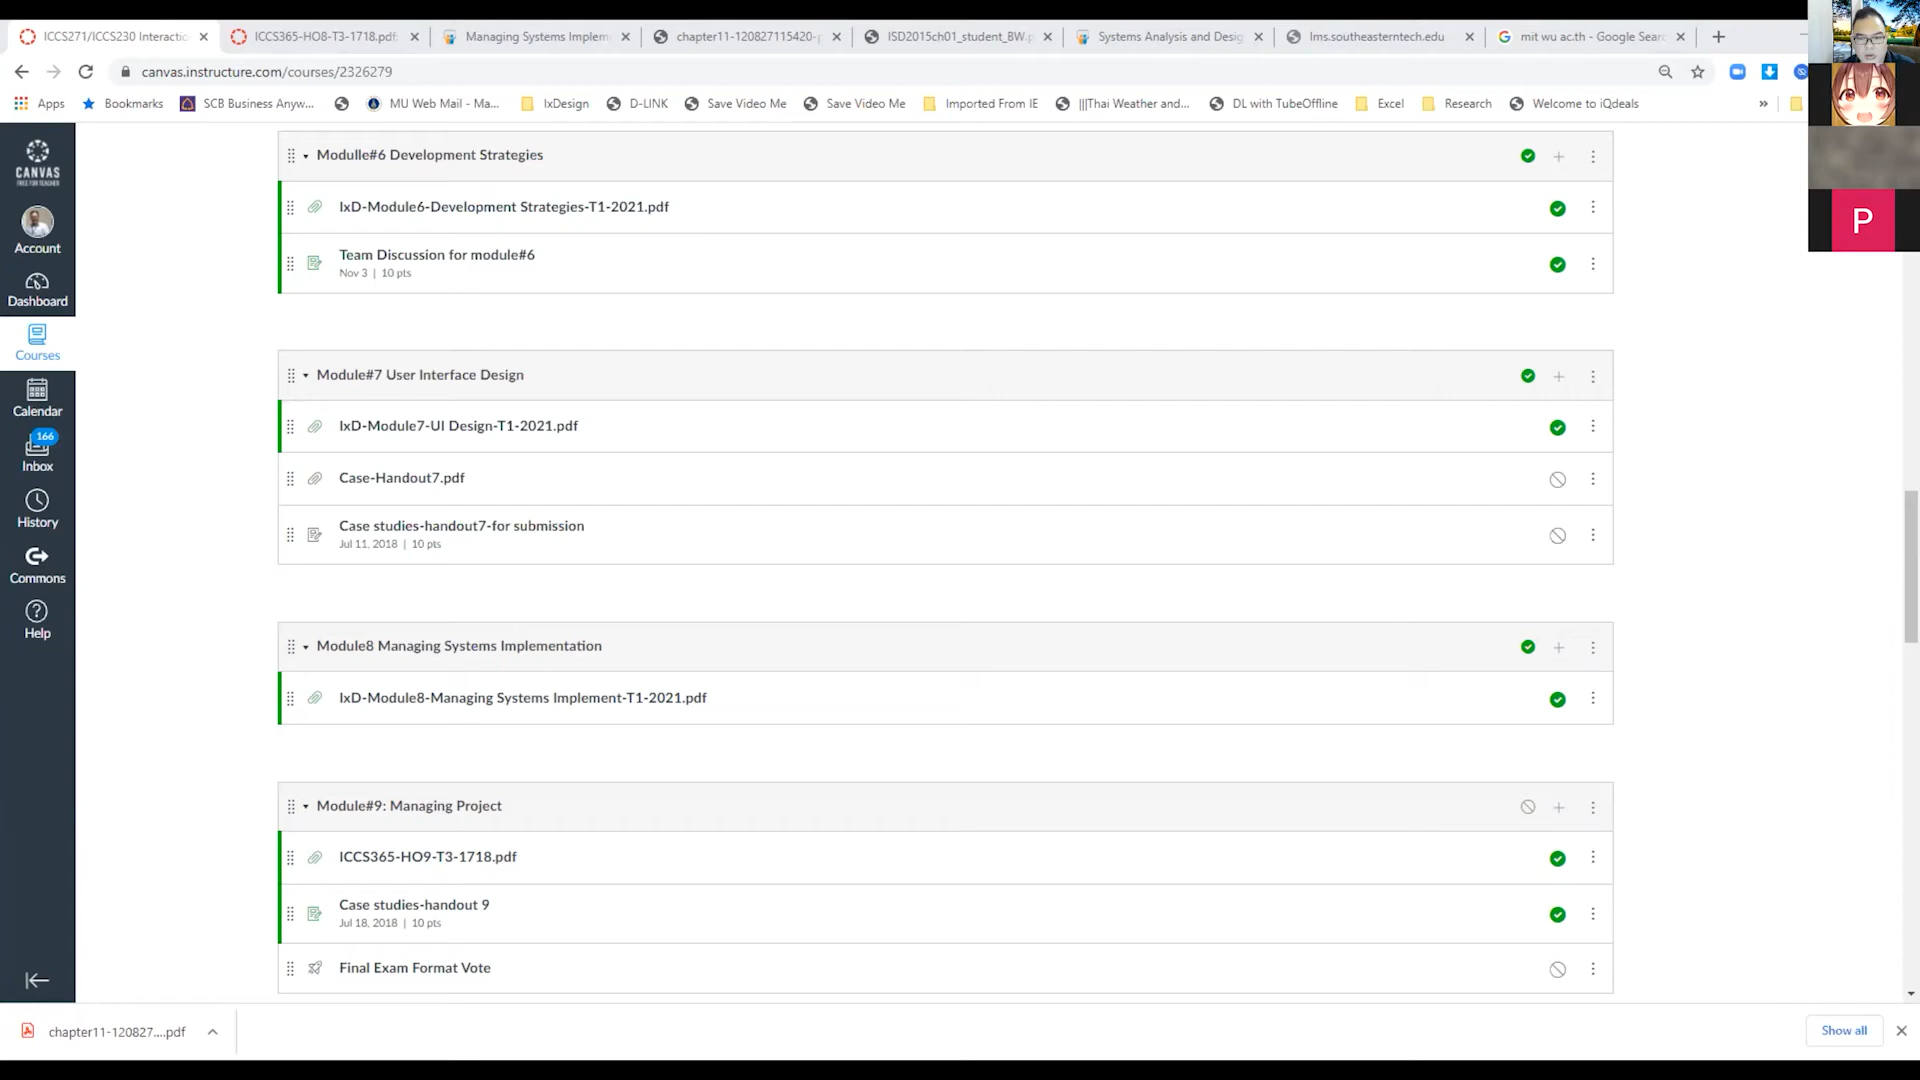 ICCS271/ICCS230 Interactio
ICCS365-HO8-T3-1718.pdf:
Managing Systems Implem
chapter11-120827115420-p
ISD2015ch01_student_BW.p
Systems Analysis and Desig
lms.southeasterntech.edu
mit wu ac.th - Google Searc
canvas.instructure.com/courses/2326279
Apps
Bookmarks
SCB Business Anyw...
MU Web Mail - Ma...
IxDesign
D-LINK
Save Video Me
Save Video Me
Imported From IE
|||Thai Weather and...
DL with TubeOffline
Excel
Research
Welcome to iQdeals
»
P
CANVAS
FREE FOR TEACHER
Account
Dashboard
Courses
Calendar
166
Inbox
History
Commons
Help
Modulle#6 Development Strategies
IxD-Module6-Development Strategies-T1-2021.pdf
Team Discussion for module#6
Nov 3 | 10 pts
Module#7 User Interface Design
IxD-Module7-UI Design-T1-2021.pdf
Case-Handout7.pdf
Case studies-handout7-for submission
Jul 11, 2018 | 10 pts
Module8 Managing Systems Implementation
IxD-Module8-Managing Systems Implement-T1-2021.pdf
Module#9: Managing Project
ICCS365-HO9-T3-1718.pdf
Case studies-handout 9
Jul 18, 2018 | 10 pts
Final Exam Format Vote
chapter11-120827....pdf
Show all